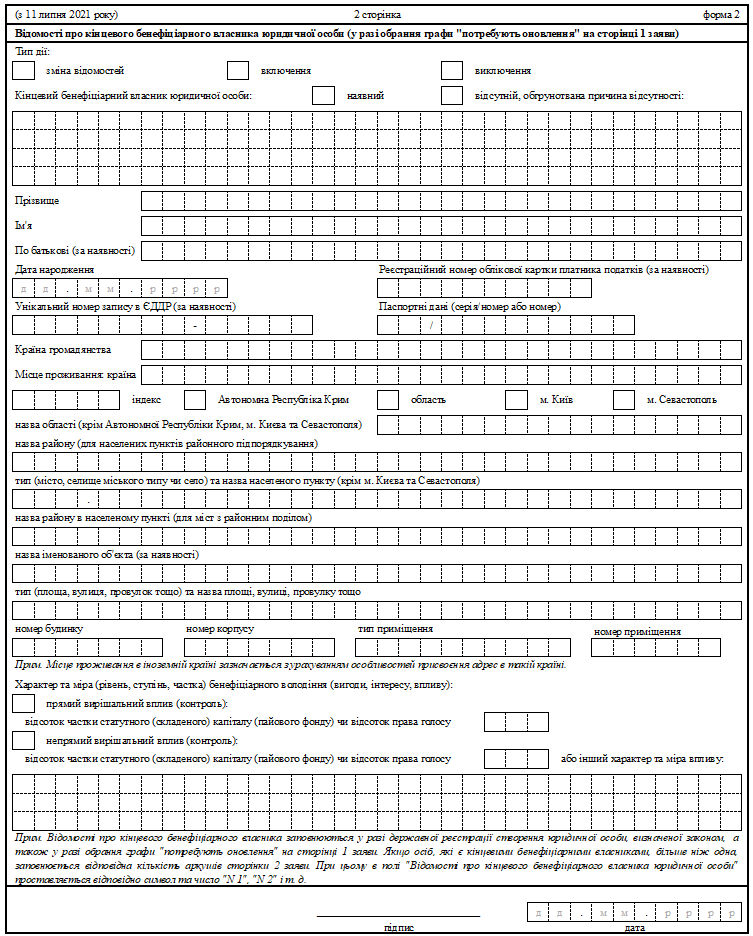 (з 11 липня 2021 року) 2 сторінка форма 2
Відомості про кінцевого бенефіціарного власника юридичної особи (у разі обрання графи "потребують оновлення" на сторінці 1 заяви)
Тип дії:
зміна відомостей включення виключення
Кінцевий бенефіціарний власник юридичної особи: наявний відсутній, обґрунтована причина відсутності:
Прізвище
Ім'я
По батькові (за наявності)
Дата народження Реєстраційний номер облікової картки платника податків (за наявності)
д д . м м . р р р р
Унікальний номер запису в ЄДДР (за наявності) Паспортні дані (серія/номер або номер)
- /
Країна громадянства
Місце проживання: країна
індекс Автономна Республіка Крим область м. Київ м. Севастополь
назва області (крім Автономної Республіки Крим, м. Києва та Севастополя)
назва району (для населених пунктів районного підпорядкування)
тип (місто, селище міського типу чи село) та назва населеного пункту (крім м. Києва та Севастополя)
.
назва району в населеному пункті (для міст з районним поділом)
назва іменованого об'єкта (за наявності)
тип (площа, вулиця, провулок тощо) та назва площі, вулиці, провулку тощо
номер будинку номер корпусу тип приміщення номер приміщення
Прим. Місце проживання в іноземній країні зазначається з урахуванням особливостей присвоєння адрес в такій країні.
Характер та міра (рівень, ступінь, частка) бенефіціарного володіння (вигоди, інтересу, впливу):
прямий вирішальний вплив (контроль):
відсоток частки статутного (складеного) капіталу (пайового фонду) чи відсоток права голосу
непрямий вирішальний вплив (контроль):
відсоток частки статутного (складеного) капіталу (пайового фонду) чи відсоток права голосу або інший характер та міра впливу:
Прим. Відомості про кінцевого бенефіціарного власника заповнюються у разі державної реєстрації створення юридичної особи, визначеної законом, а
також у разі обрання графи "потребують оновлення" на сторінці 1 заяви. Якщо осіб, які є кінцевими бенефіціарними власниками, більше ніж одна,
заповнюється відповідна кількість аркушів сторінки 2 заяви. При цьому в полі "Відомості про кінцевого бенефіціарного власника юридичної особи"
проставляється відповідно символ та число "N 1", "N 2" і т. д.
д д . м м . р р р р
підпис дата